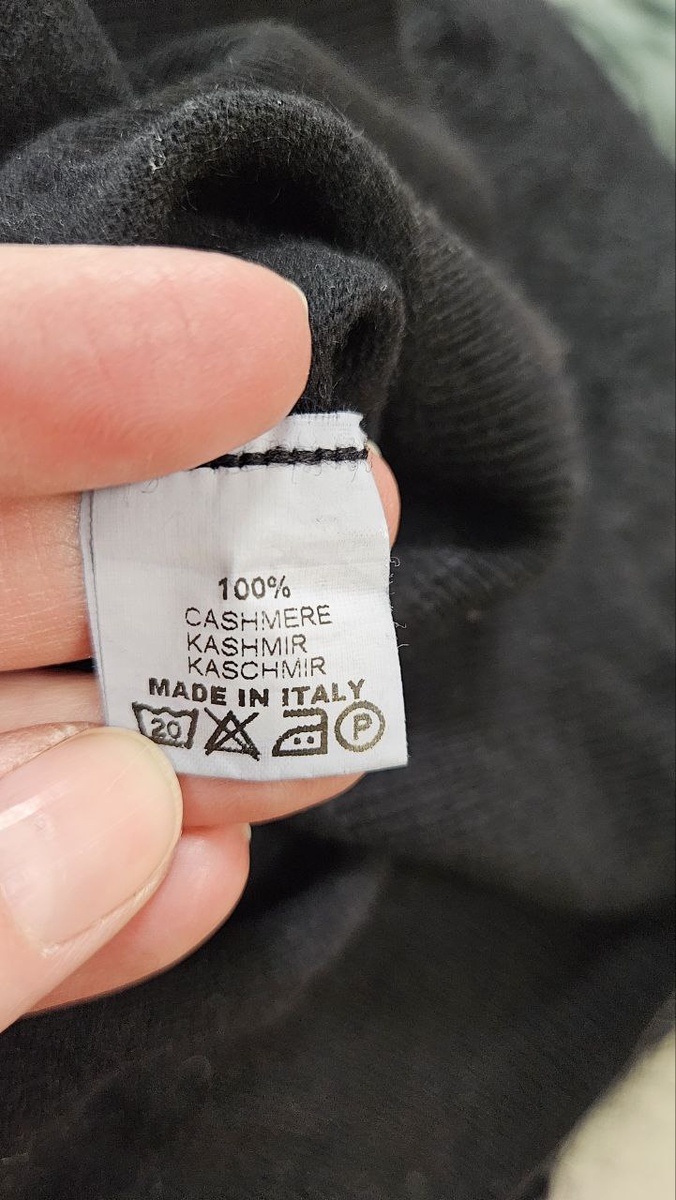 100%
CASHMERE
KASHMIR
KASCHMIR
MADE IN ITALY
20 P